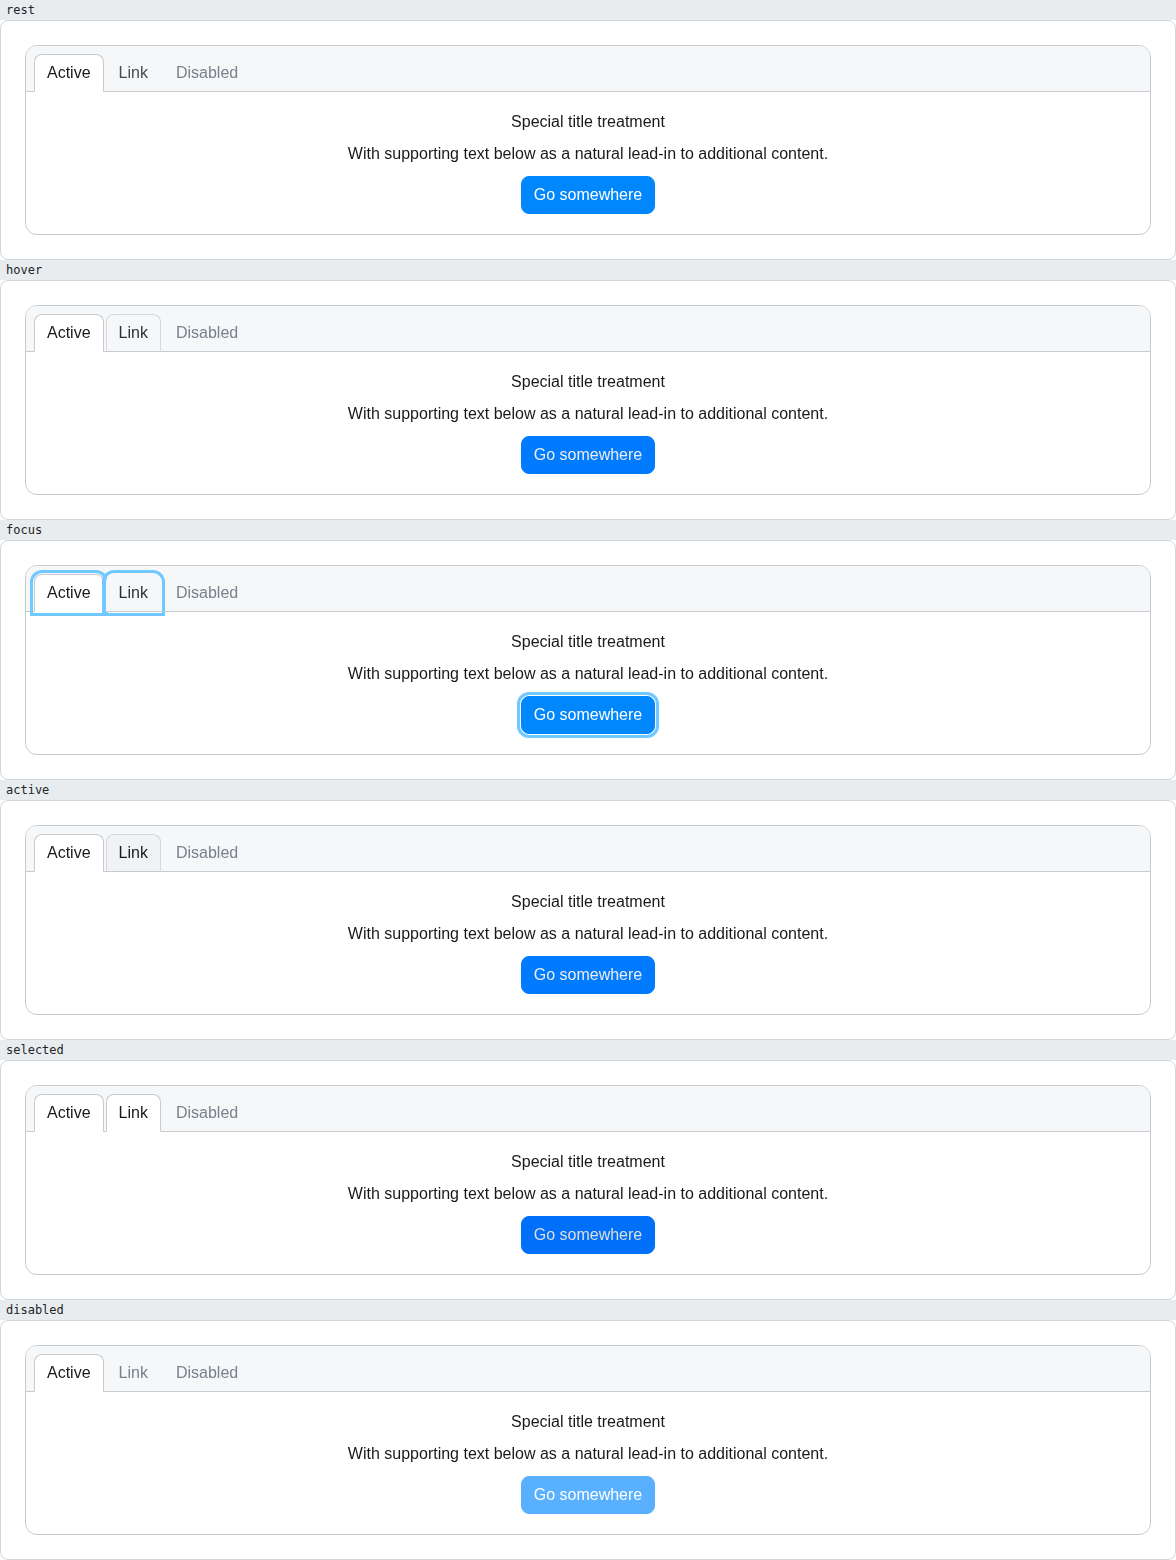 rest
Active Link Disabled
Special title treatment
With supporting text below as a natural lead-in to additional content.
Go somewhere
hover
Active Link Disabled
Special title treatment
With supporting text below as a natural lead-in to additional content.
Go somewhere
focus
Active Link Disabled
Special title treatment
With supporting text below as a natural lead-in to additional content.
Go somewhere
active
Active Link Disabled
Special title treatment
With supporting text below as a natural lead-in to additional content.
Go somewhere
selected
Active Link Disabled
Special title treatment
With supporting text below as a natural lead-in to additional content.
Go somewhere
disabled
Active Link Disabled
Special title treatment
With supporting text below as a natural lead-in to additional content.
Go somewhere